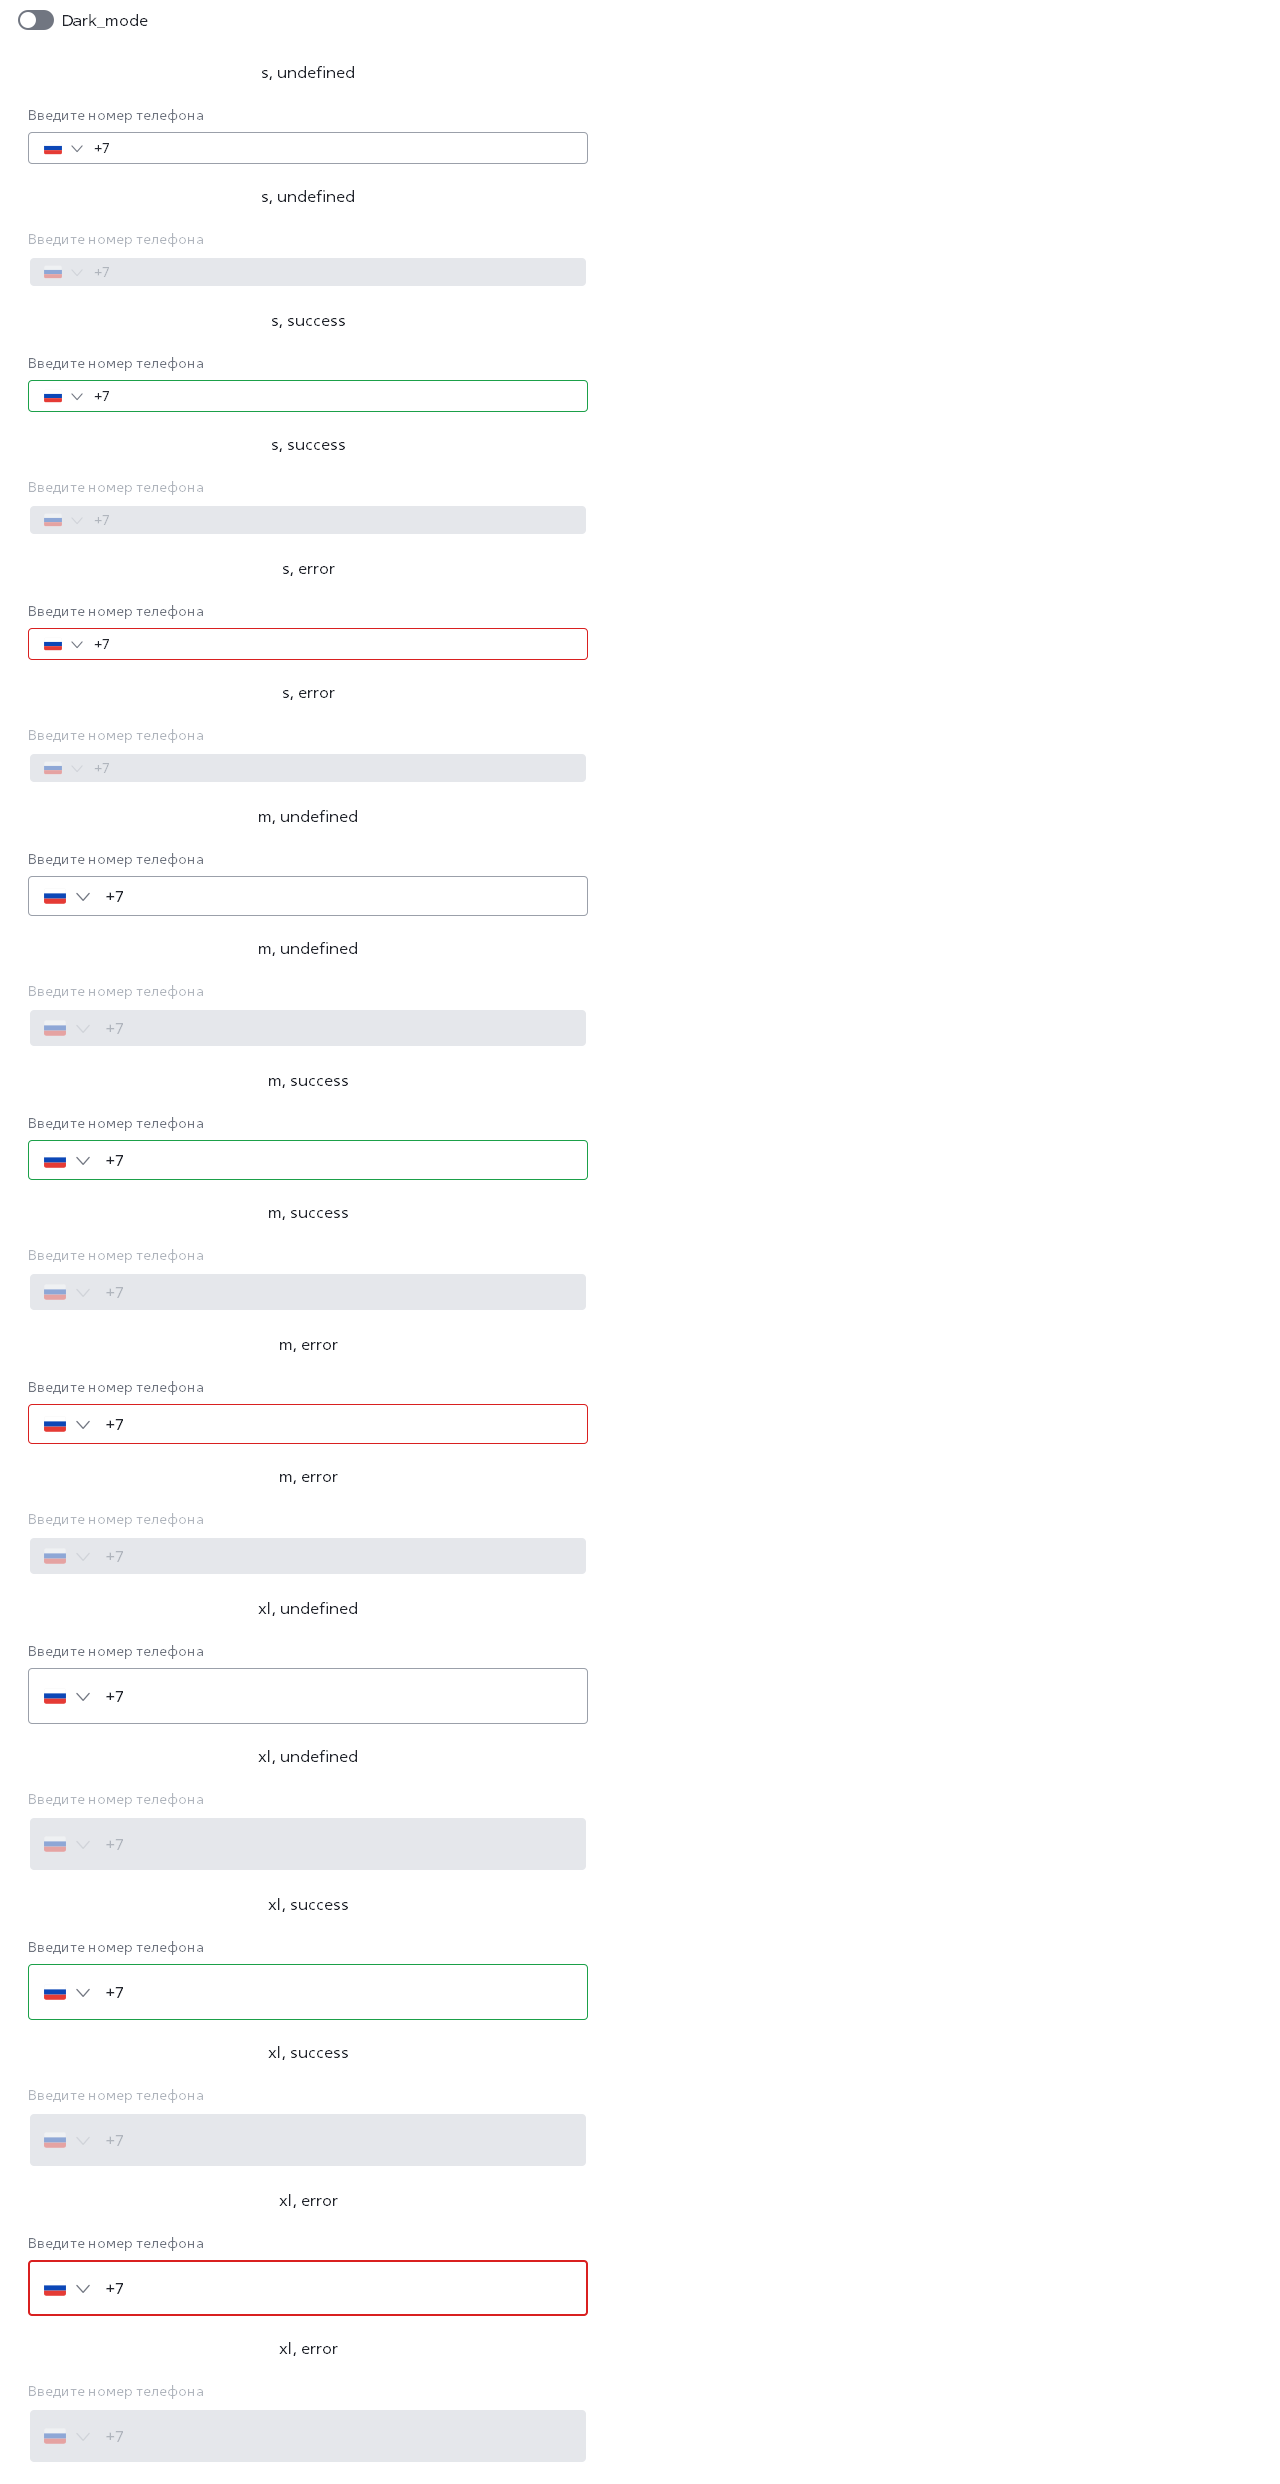 Dark_mode
s, undefined
Введите номер телефона
+7
s, undefined
Введите номер телефона
+7
s, success
Введите номер телефона
+7
s, success
Введите номер телефона
+7
s, error
Введите номер телефона
+7
s, error
Введите номер телефона
+7
m, undefined
Введите номер телефона
+7
m, undefined
Введите номер телефона
+7
m, success
Введите номер телефона
+7
m, success
Введите номер телефона
+7
m, error
Введите номер телефона
+7
m, error
Введите номер телефона
+7
xl, undefined
Введите номер телефона
+7
xl, undefined
Введите номер телефона
+7
xl, success
Введите номер телефона
+7
xl, success
Введите номер телефона
+7
xl, error
Введите номер телефона
+7
xl, error
Введите номер телефона
+7